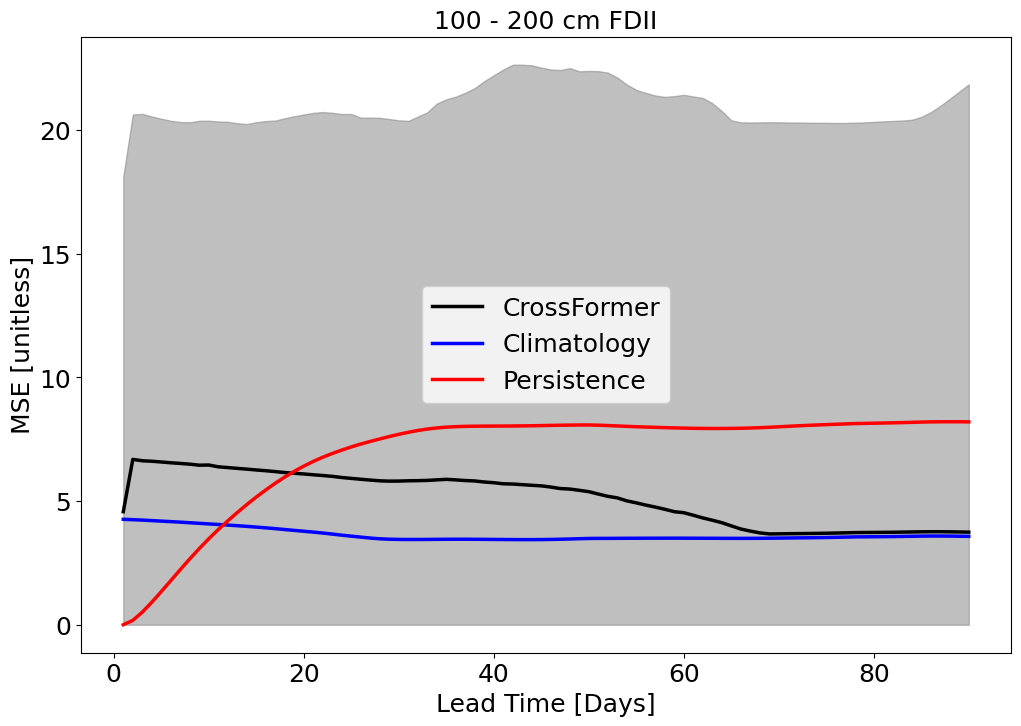 100 - 200 cm FDII
MSE [unitless]
20
15
10
5
0
CrossFormer
Climatology
Persistence
0 20 40 60 80
Lead Time [Days]